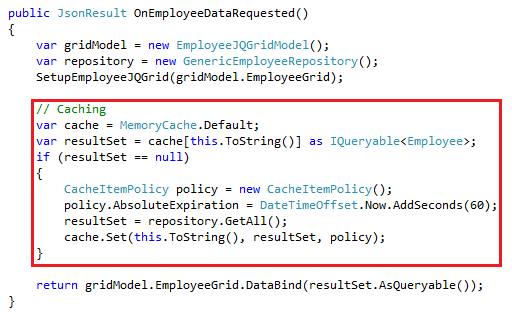 public JsonResult OnEmployeeDataRequested()
{
    var gridModel = new EmployeeJQGridModel();
    var repository = new GenericEmployeeRepository();
    SetupEmployeeJQGrid(gridModel.EmployeeGrid);

    // Caching
    var cache = MemoryCache.Default;
    var resultSet = cache[this.ToString()] as IQueryable<Employee>;
    if (resultSet == null)
    {
        CacheItemPolicy policy = new CacheItemPolicy();
        policy.AbsoluteExpiration = DateTimeOffset.Now.AddSeconds(60);
        resultSet = repository.GetAll();
        cache.Set(this.ToString(), resultSet, policy);
    }

    return gridModel.EmployeeGrid.DataBind(resultSet.AsQueryable());
}